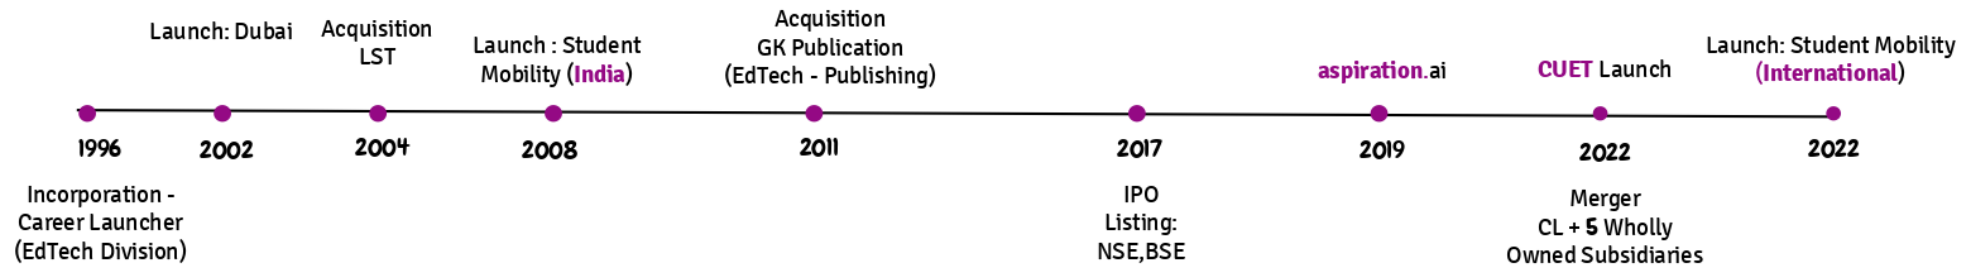 Launch: Dubai
Acquisition
LST
Launch : Student
Mobility (India)
Acquisition
GK Publication
(EdTech - Publishing)
aspiration.ai
CUET Launch
Launch: Student Mobility
(International)
1996
2002
2004
2008
2011
2017
2019
2022
2022
Incorporation -
Career Launcher
(EdTech Division)
IPO
Listing:
NSE,BSE
Merger
CL + 5 Wholly
Owned Subsidiaries